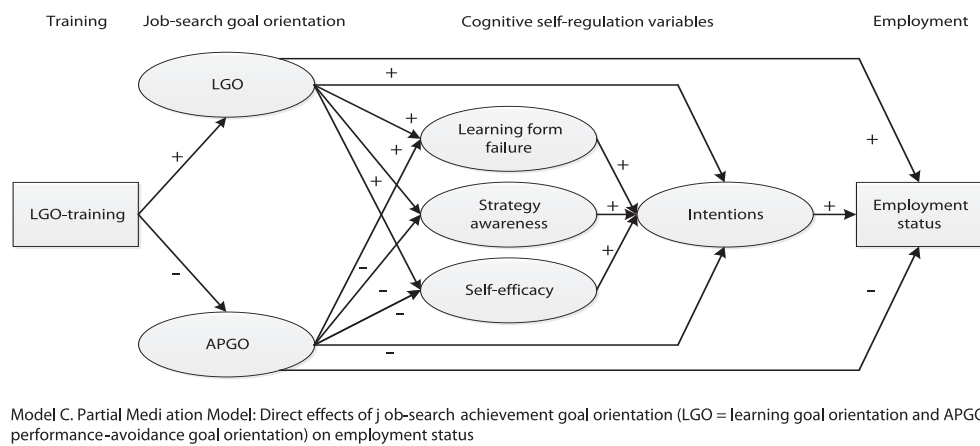 Training Job-search goal orientation Cognitive self-regulation variables Employment
LGO
+
+
+
+
+
+
Learning form
failure
+
+
LGO-training
Strategy
awareness
+
Intentions
+
Employment
status
−
−
−
−
Self-efficacy
+
−
APGO
−
Model C. Partial Medi ation Model: Direct effects of j ob-search achievement goal orientation (LGO = learning goal orientation and APGO
performance-avoidance goal orientation) on employment status